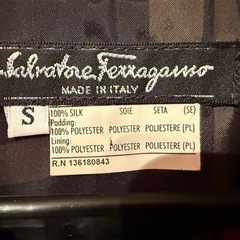 Salvatore Ferragamo
MADE IN ITALY
S
100% SILK SOIE SETA (SE)
Padding:
100% POLYESTER POLYESTER POLIESTERE (PL)
Lining:
100% POLYESTER POLYESTER POLIESTERE (PL)
R.N 136180843